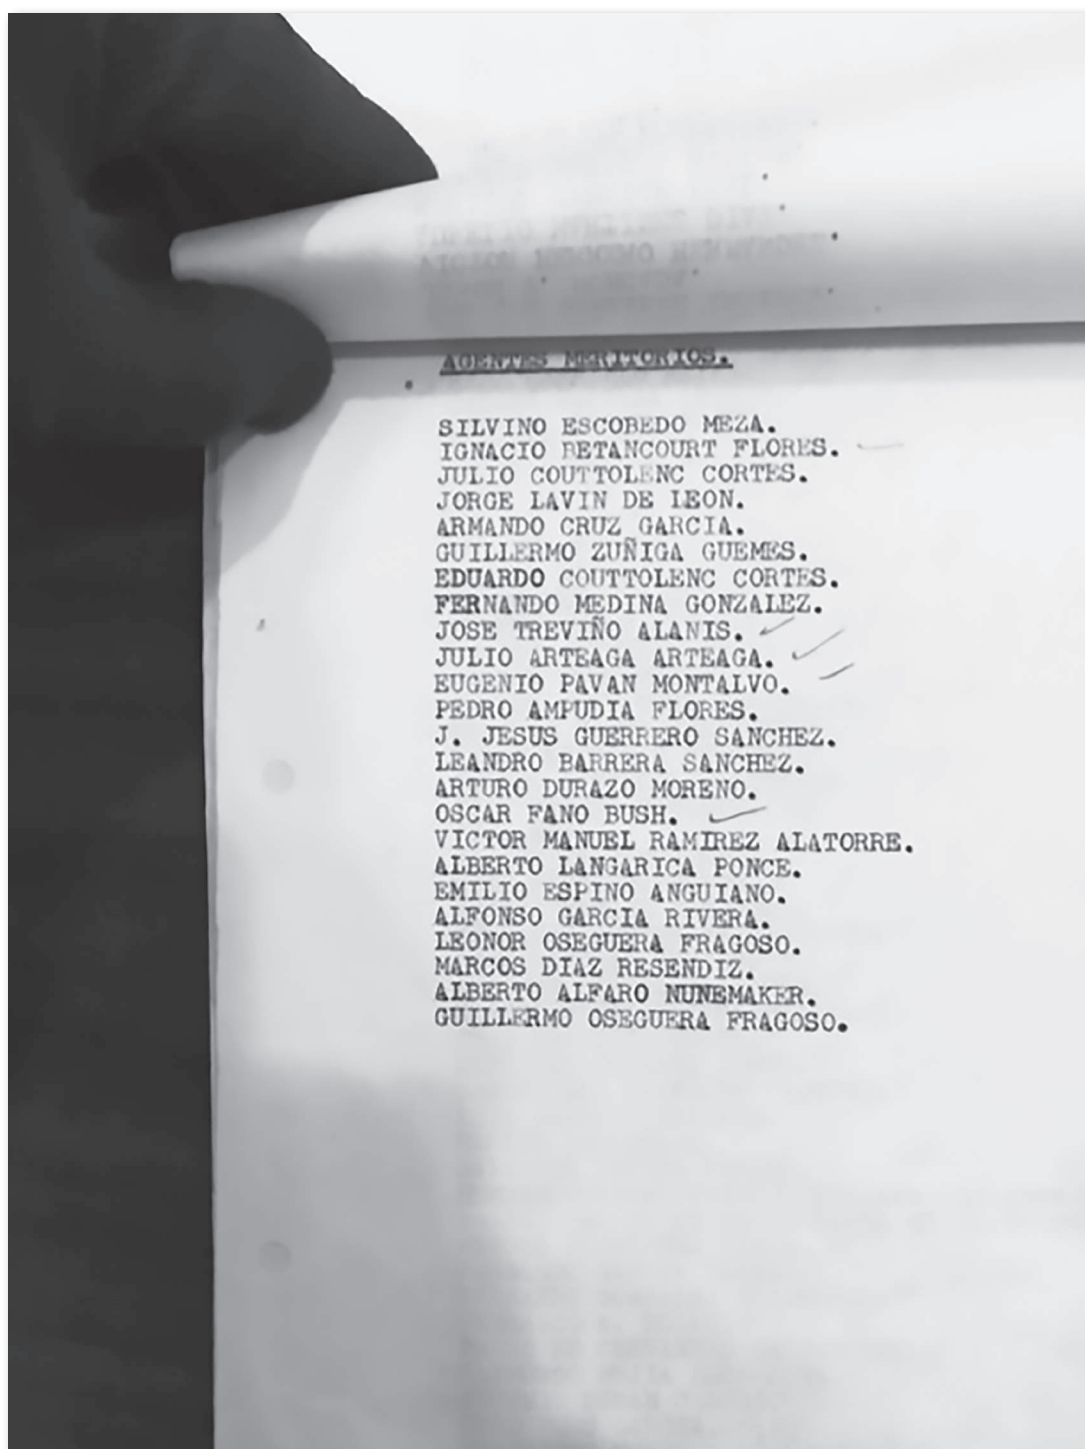 AGENTES MERITORIOS.
SILVINO ESCOBEDO MEZA.
IGNACIO BETANCOURT FLORES.
JULIO COUTTOLENC CORTES.
JORGE LAVIN DE LEON.
ARMANDO CRUZ GARCIA.
GUILLERMO ZUÑIGA GUEMES.
EDUARDO COUTTOLENC CORTES.
FERNANDO MEDINA GONZALEZ.
JOSE TREVIÑO ALANIS.
JULIO ARTEAGA ARTEAGA.
EUGENIO PAVAN MONTALVO.
PEDRO AMPUDIA FLORES.
J. JESUS GUERRERO SANCHEZ.
LEANDRO BARRERA SANCHEZ.
ARTURO DURAZO MORENO.
OSCAR FANO BUSH.
VICTOR MANUEL RAMIREZ ALATORRE.
ALBERTO LANGARICA PONCE.
EMILIO ESPINO ANGUIANO.
ALFONSO GARCIA RIVERA.
LEONOR OSEGUERA FRAGOSO.
MARCOS DIAZ RESENDIZ.
ALBERTO ALFARO NUNEMAKER.
GUILLERMO OSEGUERA FRAGOSO.